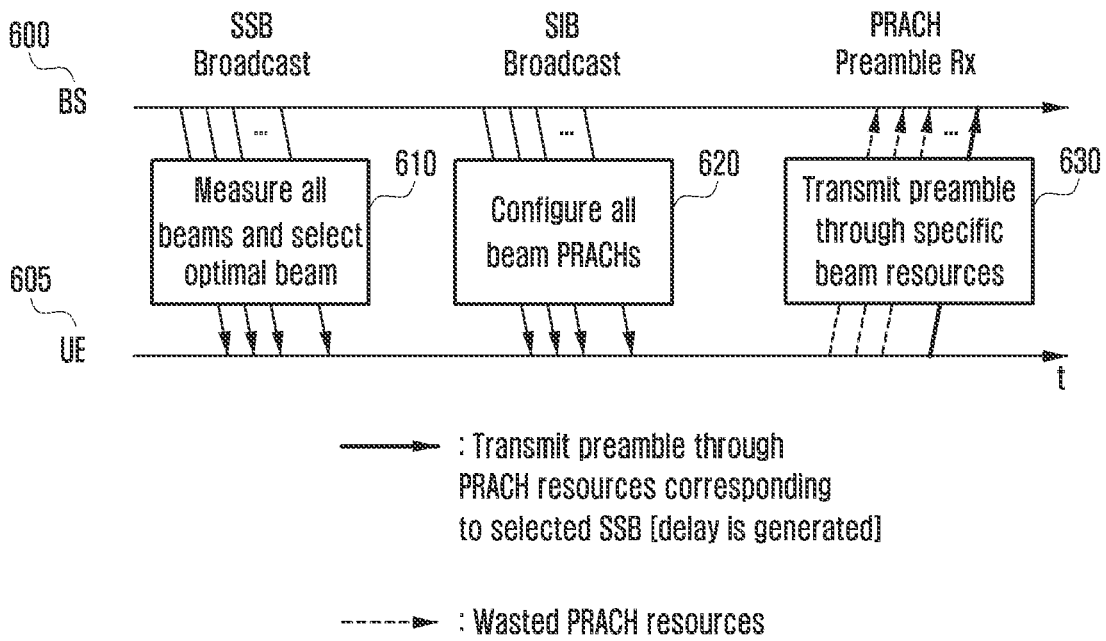 600
BS
SSB
Broadcast
SIB
Broadcast
PRACH
Preamble Rx
...
...
...
Measure all
beams and select
optimal beam
610
Configure all
beam PRACHs
620
Transmit preamble
through specific
beam resources
630
605
UE
t
: Transmit preamble through
PRACH resources corresponding
to selected SSB [delay is generated]
: Wasted PRACH resources